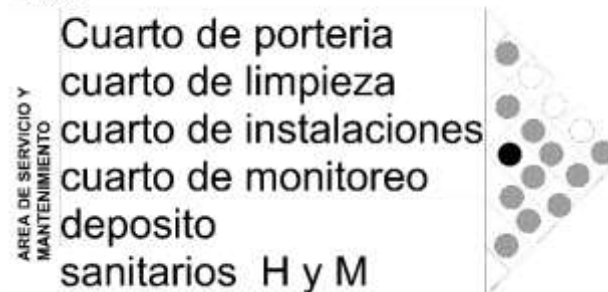 AREA DE SERVICIO Y
MANTENIMIENTO
Cuarto de porteria
cuarto de limpieza
cuarto de instalaciones
cuarto de monitoreo
deposito
sanitarios H y M